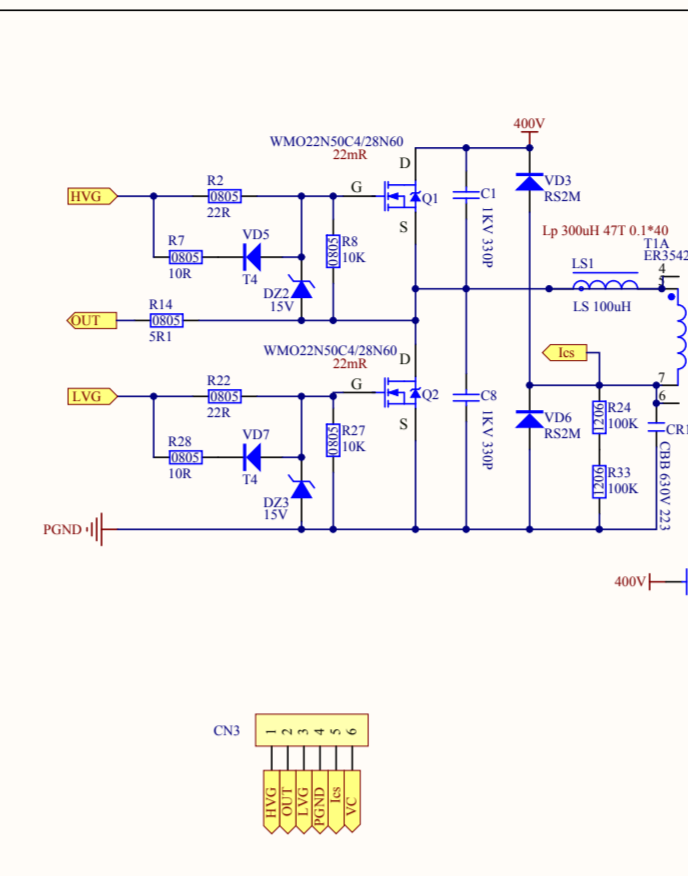 400V
WMO22N50C4/28N60
22mR
D
HVG
R2
0805
22R
G
Q1
C1
1KV 330P
VD3
RS2M
S
R7
0805
10R
VD5
T4
R8
0805
10K
DZ2
15V
Lp 300uH 47T 0.1*40
T1A
ER3542
4
5
LS1
LS 100uH
OUT
R14
0805
5R1
WMO22N50C4/28N60
22mR
D
Ics
7
6
LVG
R22
0805
22R
G
Q2
C8
1KV 330P
S
VD6
RS2M
R24
1206
100K
CR1
CBB 630V 223
R28
0805
10R
VD7
T4
R27
0805
10K
DZ3
15V
R33
1206
100K
PGND
400V
CN3
1 2 3 4 5 6
HVG
OUT
LVG
PGND
Ics
VC